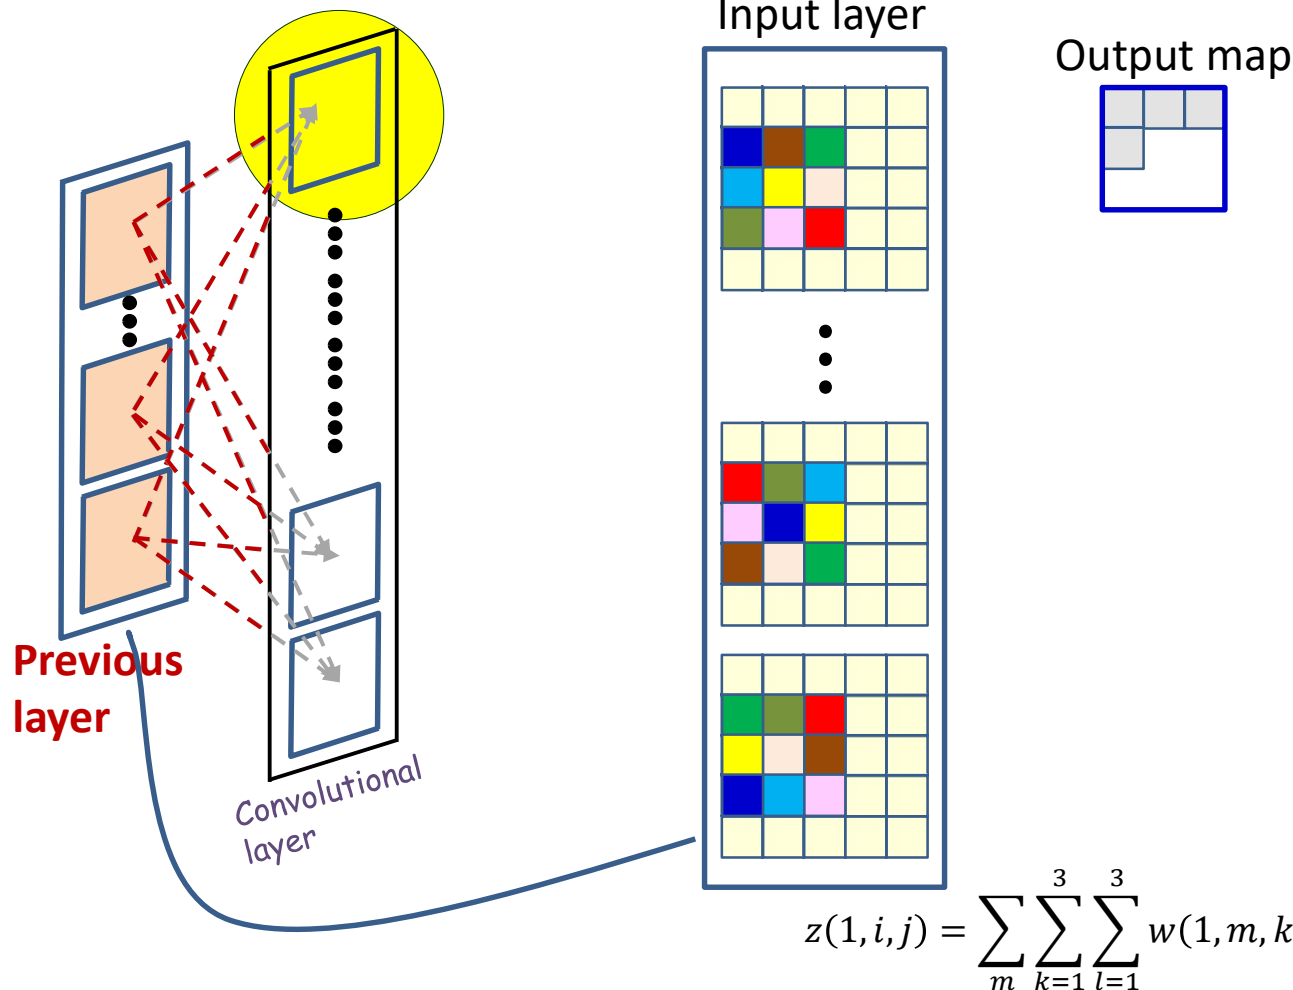 Input layer
Output map
Previous
layer
Convolutional
layer
z(1, i, j) = ∑_m ∑_{k=1}^{3} ∑_{l=1}^{3} w(1, m, k